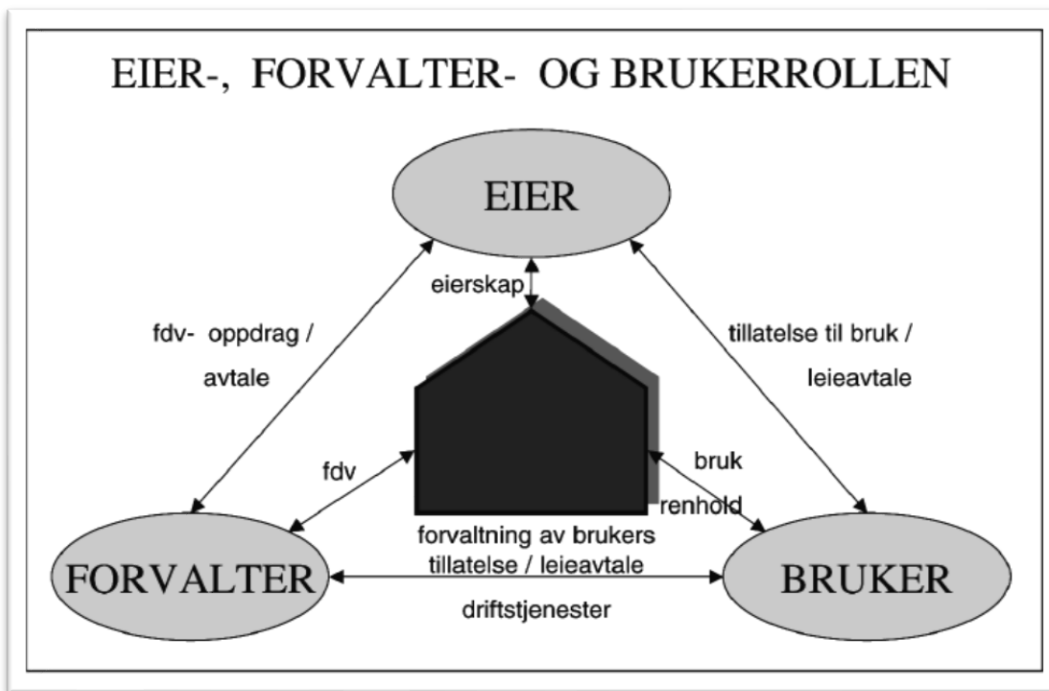 EIER-, FORVALTER- OG BRUKERROLLEN
EIER
eierskap
fdv- oppdrag /
avtale
tillatelse til bruk /
leieavtale
fdv
bruk
renhold
forvaltning av brukers
tillatelse / leieavtale
FORVALTER
BRUKER
driftstjenester